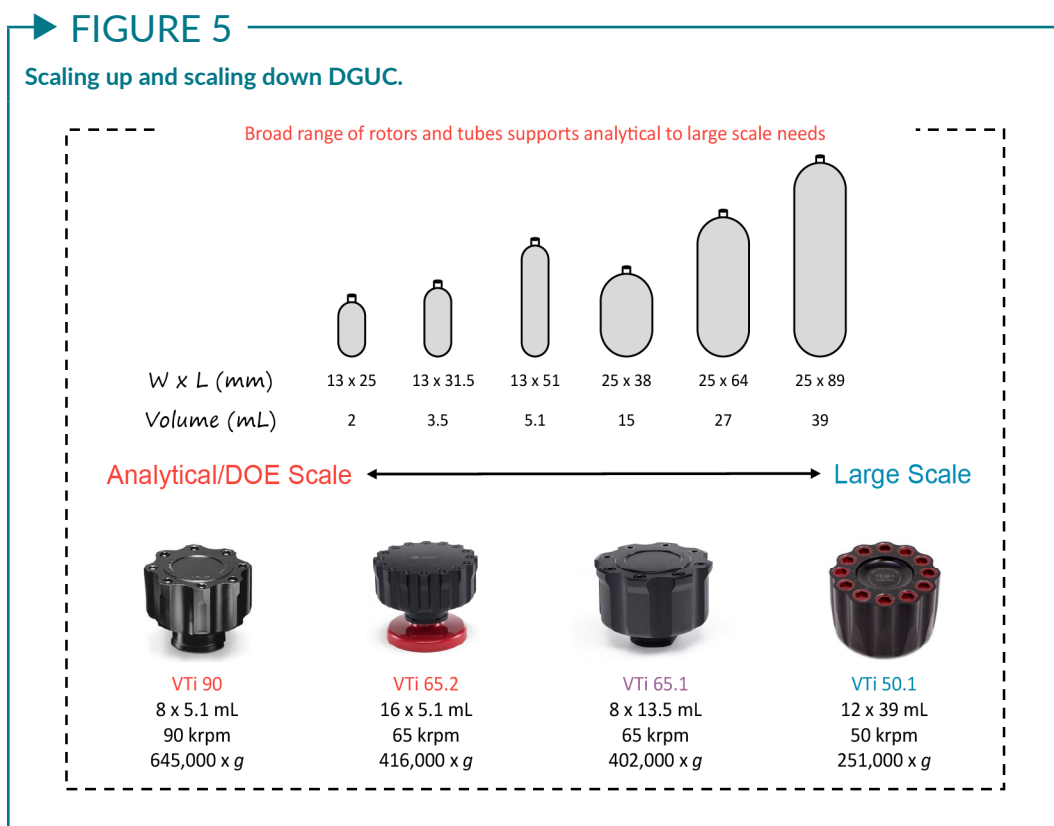 FIGURE 5
Scaling up and scaling down DGUC.
Broad range of rotors and tubes supports analytical to large scale needs
W x L (mm) 13 x 25 13 x 31.5 13 x 51 25 x 38 25 x 64 25 x 89
Volume (mL) 2 3.5 5.1 15 27 39
Analytical/DOE Scale Large Scale
VTi 90 VTi 65.2 VTi 65.1 VTi 50.1
8 x 5.1 mL 16 x 5.1 mL 8 x 13.5 mL 12 x 39 mL
90 krpm 65 krpm 65 krpm 50 krpm
645,000 x g 416,000 x g 402,000 x g 251,000 x g